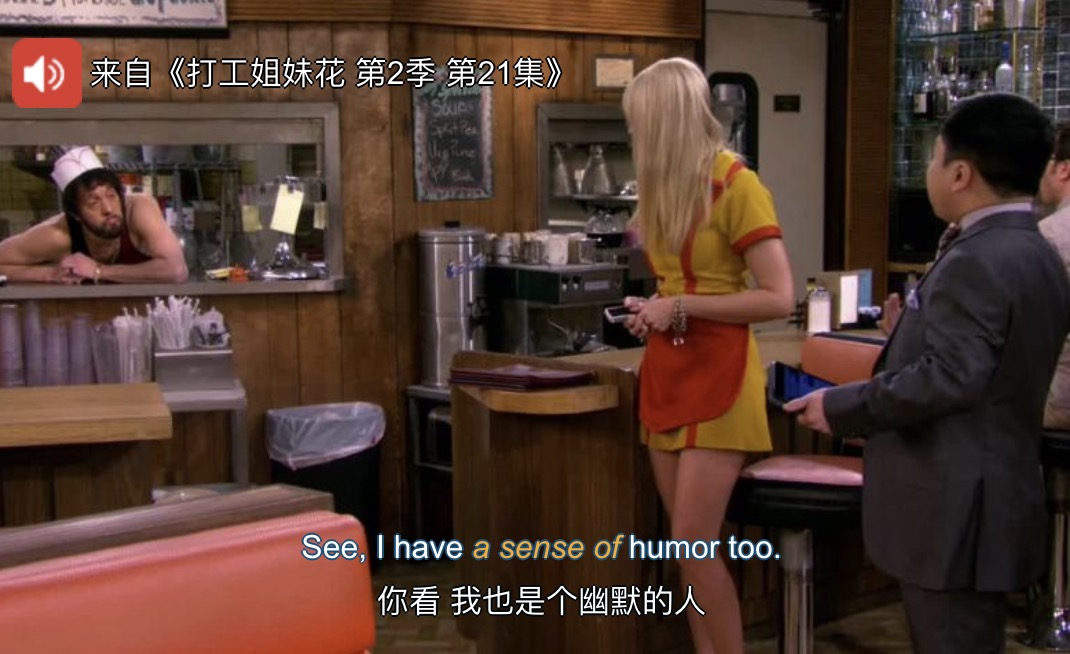 来自《打工姐妹花 第2季 第21集》
Soup
See, I have a sense of humor too.
你看 我也是个幽默的人